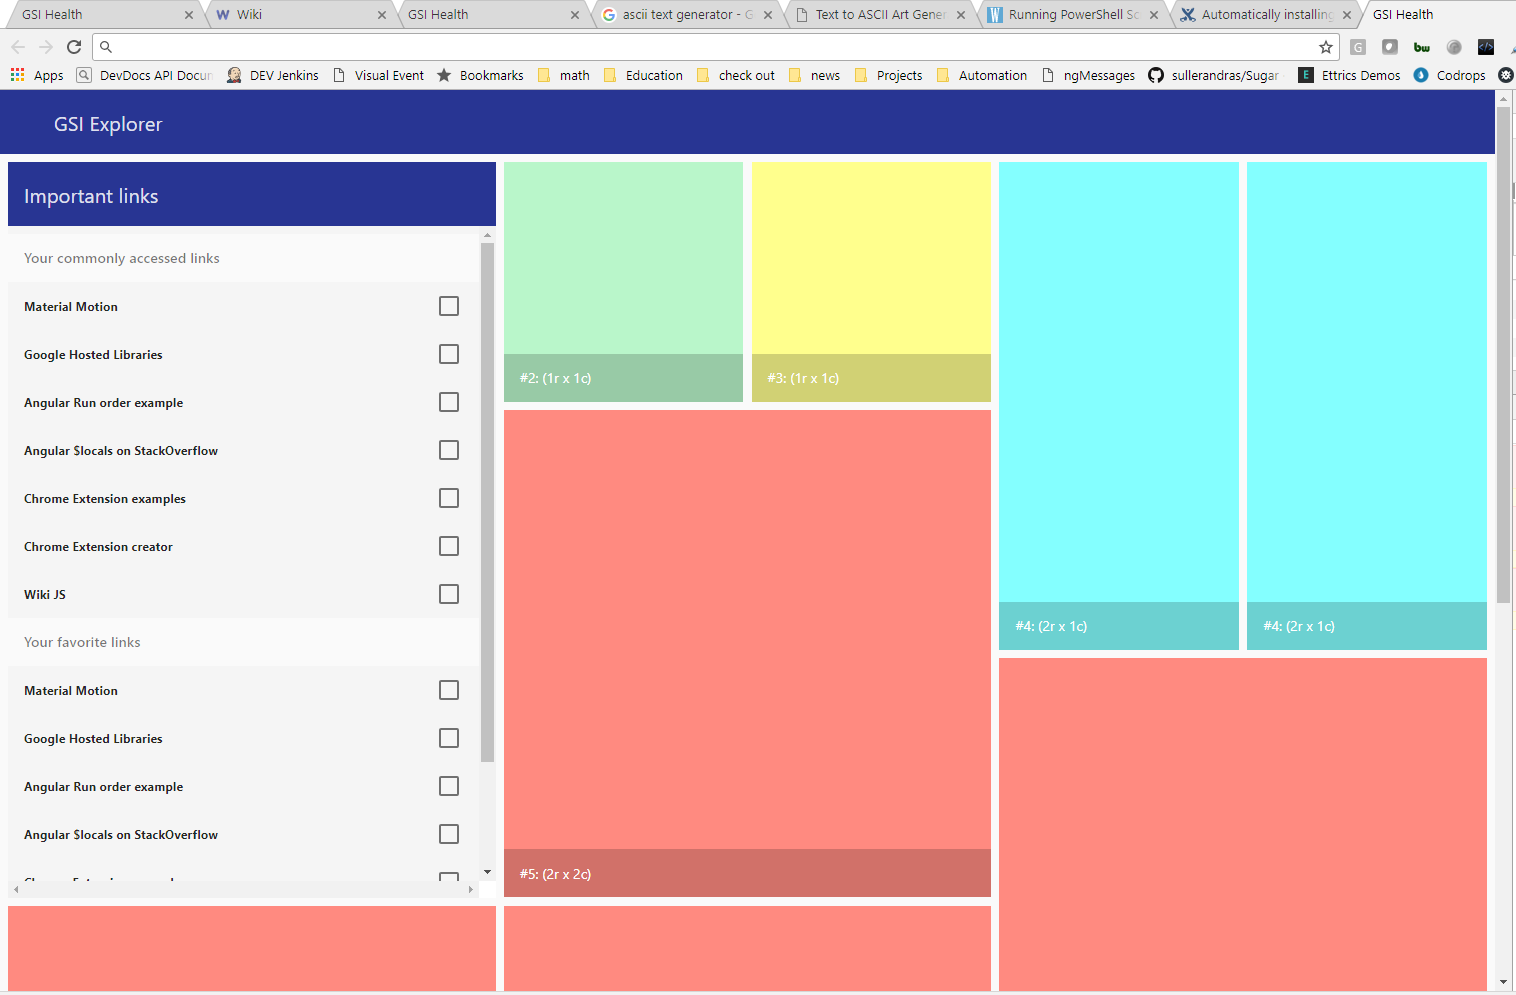 GSI Health
Wiki
GSI Health
ascii text generator - G
Text to ASCII Art Gener
Running PowerShell Sc
Automatically installing
GSI Health
Apps
DevDocs API Docun
DEV Jenkins
Visual Event
Bookmarks
math
Education
check out
news
Projects
Automation
ngMessages
sullerandras/Sugar
Ettrics Demos
Codrops
GSI Explorer
Important links
Your commonly accessed links
Material Motion
Google Hosted Libraries
Angular Run order example
Angular $locals on StackOverflow
Chrome Extension examples
Chrome Extension creator
Wiki JS
Your favorite links
Material Motion
Google Hosted Libraries
Angular Run order example
Angular $locals on StackOverflow
#2: (1r x 1c)
#3: (1r x 1c)
#4: (2r x 1c)
#4: (2r x 1c)
#5: (2r x 2c)